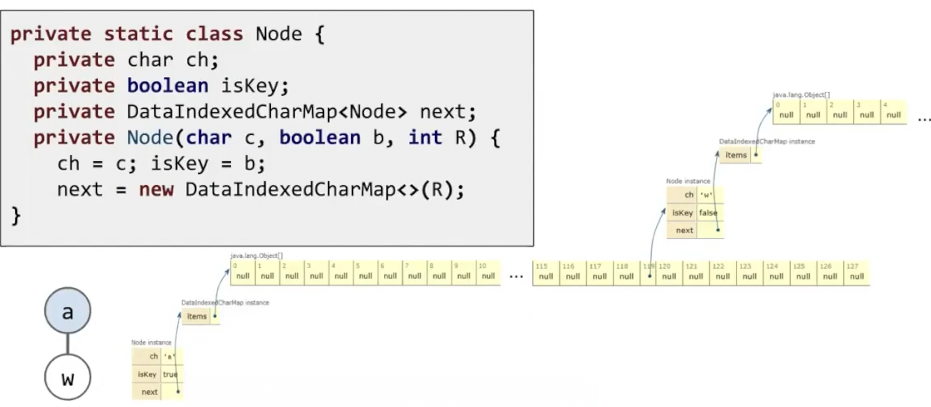 private static class Node {
private char ch;
private boolean isKey;
private DataIndexedCharMap<Node> next;
private Node(char c, boolean b, int R) {
ch = c; isKey = b;
next = new DataIndexedCharMap<>(R);
}
java.lang.Object[]
0 1 2 3 4
null null null null null ...
DataIndexedCharMap instance
items
Node instance
ch 'w'
isKey false
next
java.lang.Object[]
0 1 2 3 4 5 6 7 8 9 10 ... 115 116 117 118 119 120 121 122 123 124 125 126 127
null null null null null null null null null null null null null null null null null null null null null null null
DataIndexedCharMap instance
items
a
Node instance
ch 'a'
isKey true
next
w